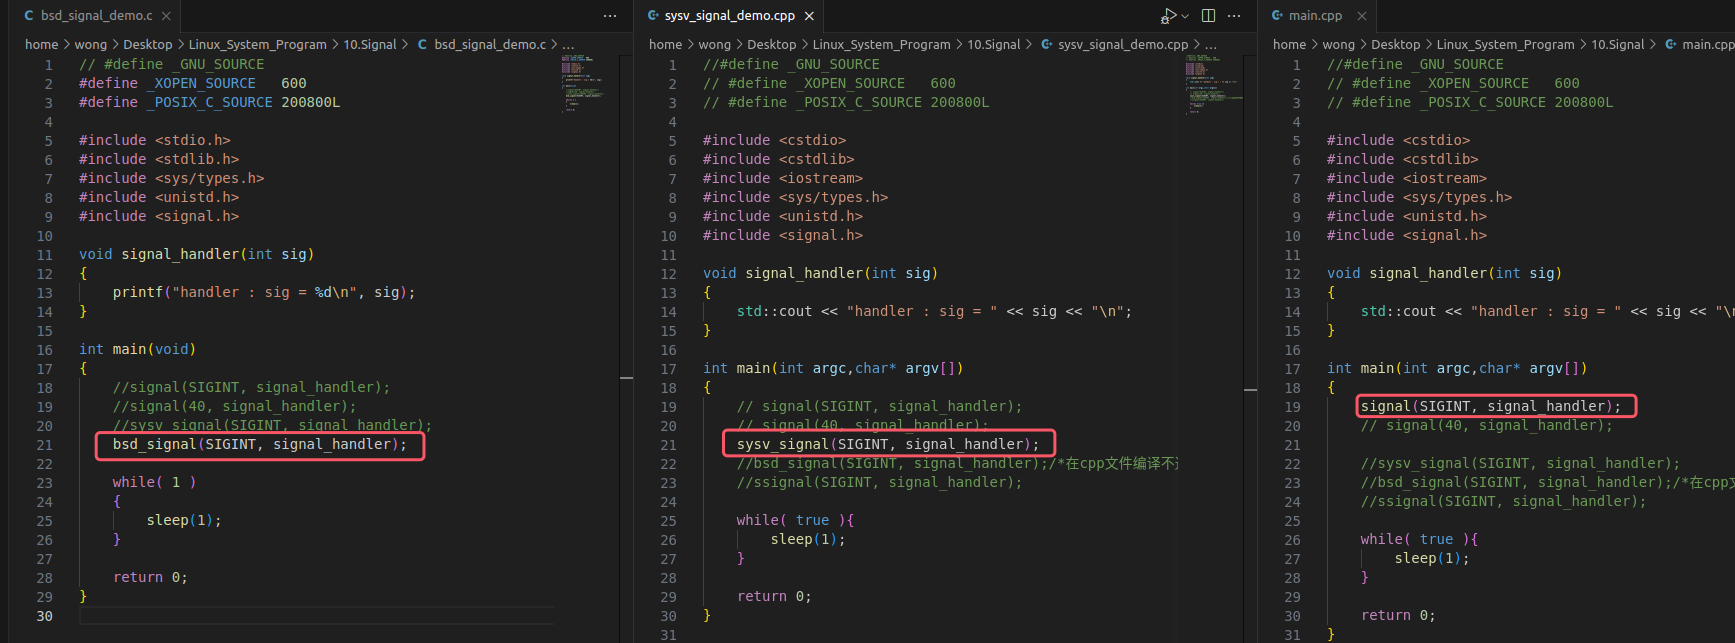 bsd_signal_demo.c
home > wong > Desktop > Linux_System_Program > 10.Signal > C bsd_signal_demo.c > ...
1 // #define _GNU_SOURCE
2 #define _XOPEN_SOURCE   600
3 #define _POSIX_C_SOURCE 200800L
4
5 #include <stdio.h>
6 #include <stdlib.h>
7 #include <sys/types.h>
8 #include <unistd.h>
9 #include <signal.h>
10
11 void signal_handler(int sig)
12 {
13     printf("handler : sig = %d\n", sig);
14 }
15
16 int main(void)
17 {
18     //signal(SIGINT, signal_handler);
19     //signal(40, signal_handler);
20     //sysv_signal(SIGINT, signal_handler);
21     bsd_signal(SIGINT, signal_handler);
22
23     while( 1 )
24     {
25         sleep(1);
26     }
27
28     return 0;
29 }
30
sysv_signal_demo.cpp
home > wong > Desktop > Linux_System_Program > 10.Signal > sysv_signal_demo.cpp > ...
1 //#define _GNU_SOURCE
2 // #define _XOPEN_SOURCE   600
3 // #define _POSIX_C_SOURCE 200800L
4
5 #include <cstdio>
6 #include <cstdlib>
7 #include <iostream>
8 #include <sys/types.h>
9 #include <unistd.h>
10 #include <signal.h>
11
12 void signal_handler(int sig)
13 {
14     std::cout << "handler : sig = " << sig << "\n";
15 }
16
17 int main(int argc,char* argv[])
18 {
19     // signal(SIGINT, signal_handler);
20     // signal(40, signal_handler);
21     sysv_signal(SIGINT, signal_handler);
22     //bsd_signal(SIGINT, signal_handler);/*在cpp文件编译不
23     //ssignal(SIGINT, signal_handler);
24
25     while( true ){
26         sleep(1);
27     }
28
29     return 0;
30 }
31
main.cpp
home > wong > Desktop > Linux_System_Program > 10.Signal > main.cpp
1 //#define _GNU_SOURCE
2 // #define _XOPEN_SOURCE   600
3 // #define _POSIX_C_SOURCE 200800L
4
5 #include <cstdio>
6 #include <cstdlib>
7 #include <iostream>
8 #include <sys/types.h>
9 #include <unistd.h>
10 #include <signal.h>
11
12 void signal_handler(int sig)
13 {
14     std::cout << "handler : sig = " << sig << "\
15 }
16
17 int main(int argc,char* argv[])
18 {
19     signal(SIGINT, signal_handler);
20     // signal(40, signal_handler);
21
22     //sysv_signal(SIGINT, signal_handler);
23     //bsd_signal(SIGINT, signal_handler);/*在cpp
24     //ssignal(SIGINT, signal_handler);
25
26     while( true ){
27         sleep(1);
28     }
29
30     return 0;
31 }